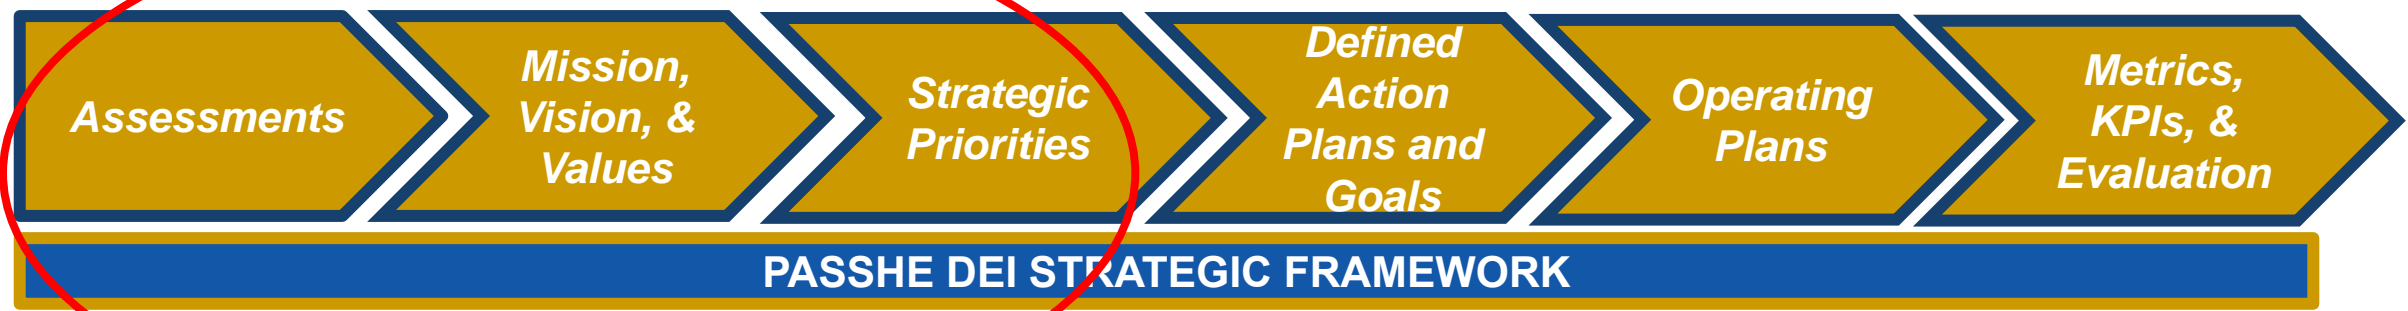 Assessments
Mission,
Vision, &
Values
Strategic
Priorities
Defined
Action
Plans and
Goals
Operating
Plans
Metrics,
KPIs, &
Evaluation
PASSHE DEI STRATEGIC FRAMEWORK